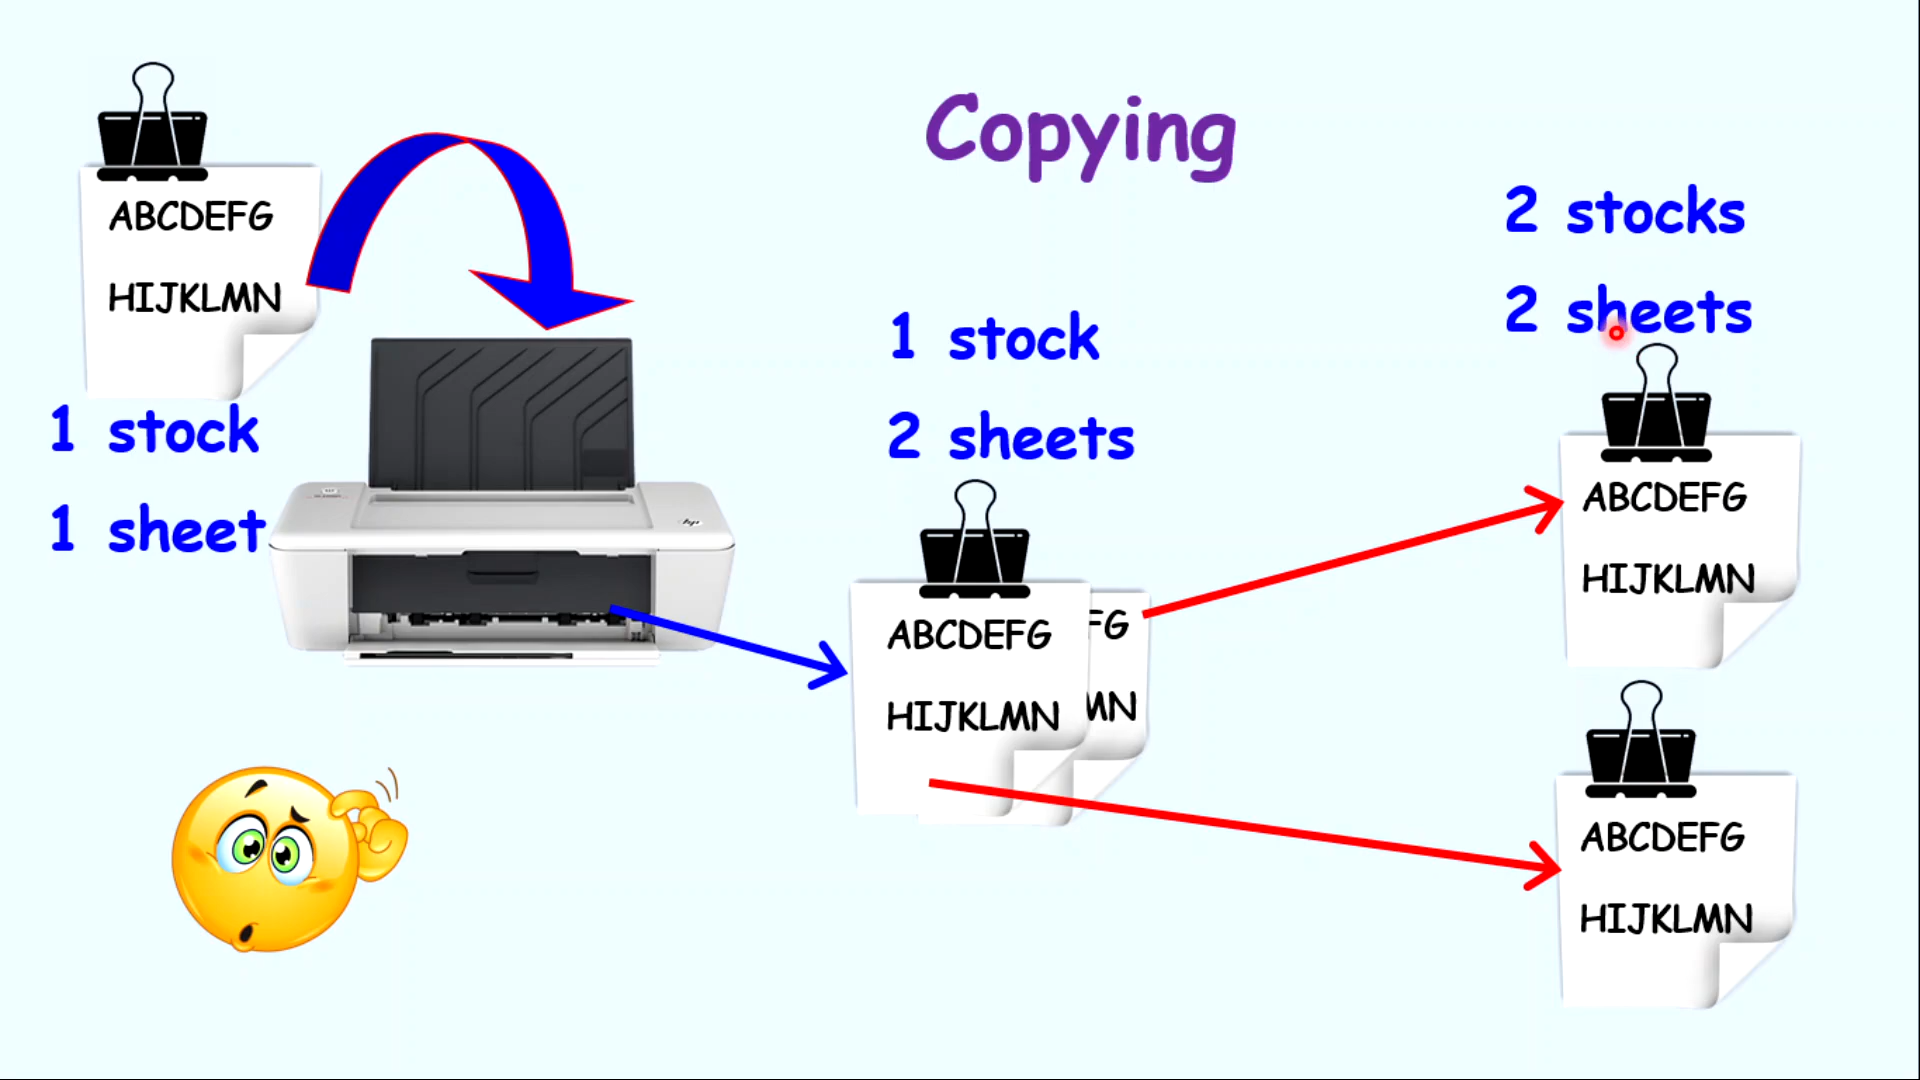 Copying
ABCDEFG
HIJKLMN
1 stock
1 sheet
hp
1 stock
2 sheets
ABCDEFG
HIJKLMN
FG
MN
2 stocks
2 sheets
ABCDEFG
HIJKLMN
ABCDEFG
HIJKLMN